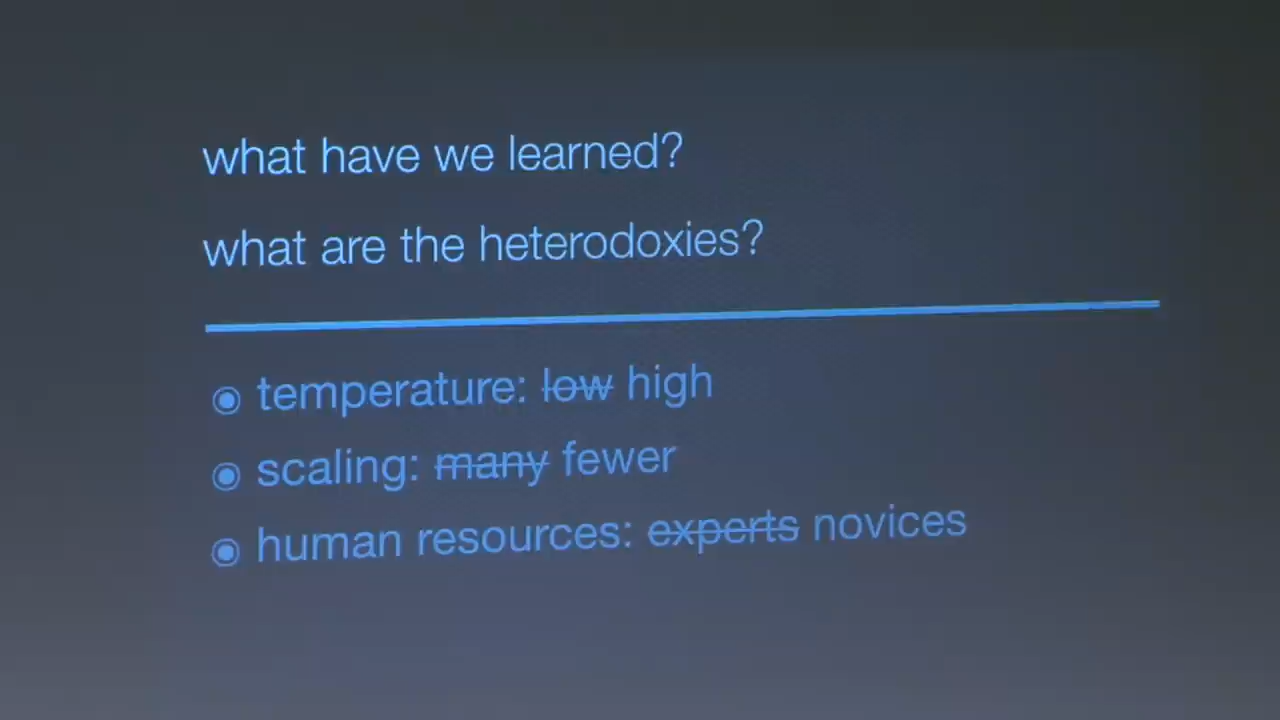 what have we learned?
what are the heterodoxies?
temperature: low high
scaling: many fewer
human resources: experts novices